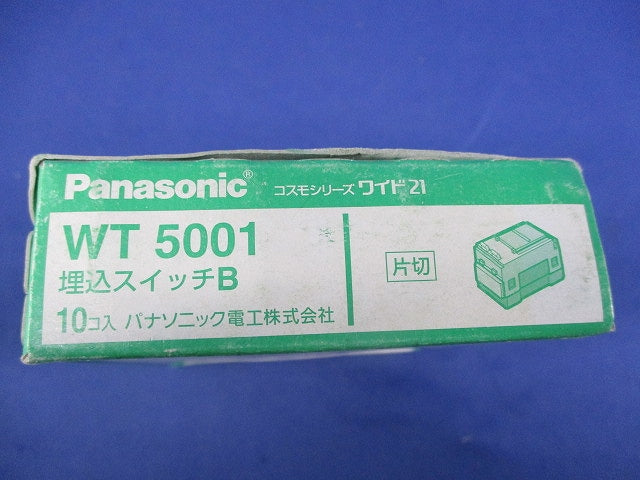 Panasonic® コスモシリーズ ワイド21
WT 5001
埋込スイッチB
片切
10コ入 パナソニック電工株式会社